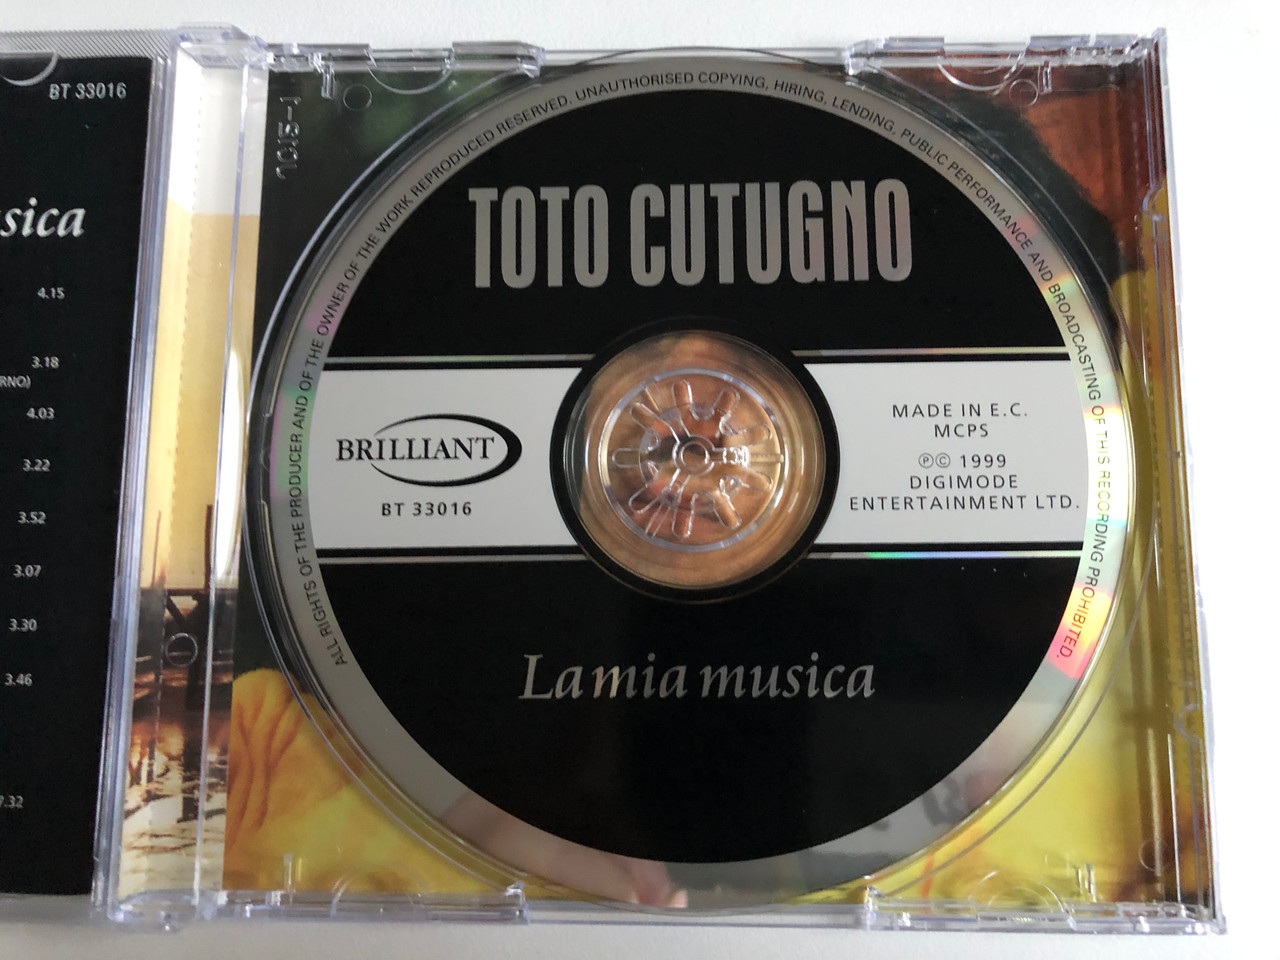 BT 33016
sica
4.15
3.18
RNO)
4.03
3.22
3.52
3.07
3.30
3.46
7.32
ALL RIGHTS OF THE PRODUCER AND OF THE OWNER OF THE WORK REPRODUCED RESERVED. UNAUTHORISED COPYING, HIRING, LENDING, PUBLIC PERFORMANCE AND BROADCASTING OF THIS RECORDING PROHIBITED.
TOTO CUTUGNO
BRILLIANT
BT 33016
MADE IN E.C.
MCPS
℗© 1999
DIGIMODE
ENTERTAINMENT LTD.
La mia musica